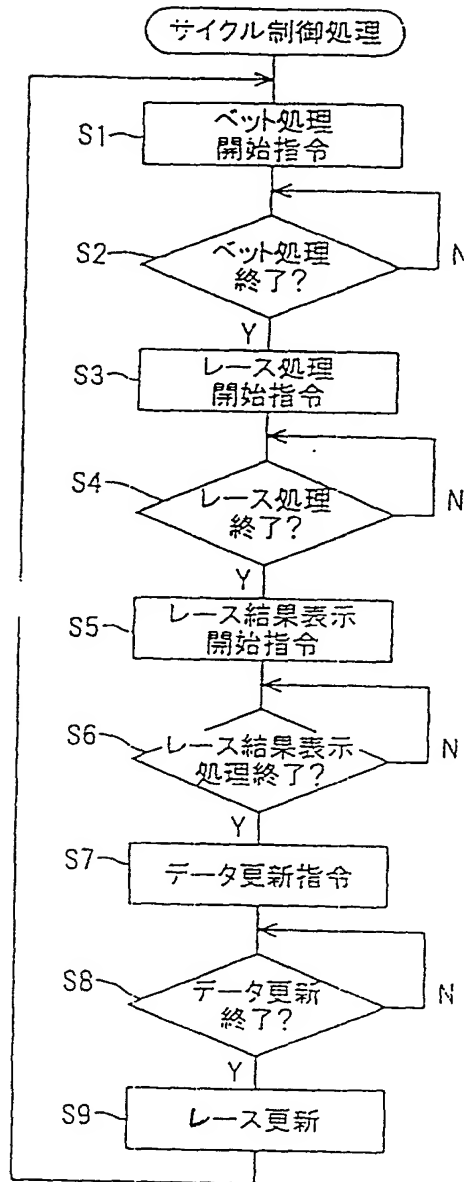 サイクル制御処理
S1
ベット処理
開始指令
S2
ベット処理
終了?
N
Y
S3
レース処理
開始指令
S4
レース処理
終了?
N
Y
S5
レース結果表示
開始指令
S6
レース結果表示
処理終了?
N
Y
S7
データ更新指令
S8
データ更新
終了?
N
Y
S9
レース更新